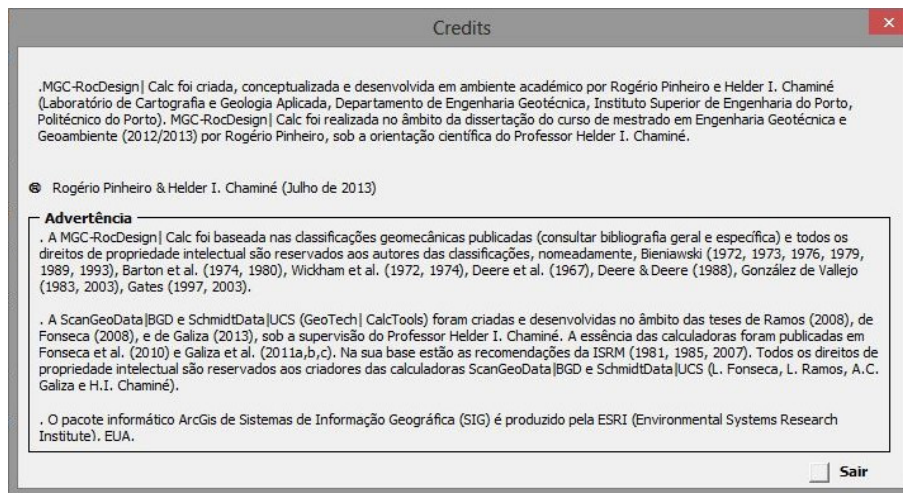 Credits
x
.MGC-RocDesign| Calc foi criada, conceptualizada e desenvolvida em ambiente académico por Rogério Pinheiro e Helder I. Chaminé
(Laboratório de Cartografia e Geologia Aplicada, Departamento de Engenharia Geotécnica, Instituto Superior de Engenharia do Porto,
Politécnico do Porto). MGC-RocDesign| Calc foi realizada no âmbito da dissertação do curso de mestrado em Engenharia Geotécnica e
Geoambiente (2012/2013) por Rogério Pinheiro, sob a orientação científica do Professor Helder I. Chaminé.
® Rogério Pinheiro & Helder I. Chaminé (Julho de 2013)
Advertência
. A MGC-RocDesign| Calc foi baseada nas classificações geomecânicas publicadas (consultar bibliografia geral e específica) e todos os
direitos de propriedade intelectual são reservados aos autores das classificações, nomeadamente, Bieniawski (1972, 1973, 1976, 1979,
1989, 1993), Barton et al. (1974, 1980), Wickham et al. (1972, 1974), Deere et al. (1967), Deere & Deere (1988), González de Vallejo
(1983, 2003), Gates (1997, 2003).
. A ScanGeoData|BGD e SchmidtData|UCS (GeoTech| CalcTools) foram criadas e desenvolvidas no âmbito das teses de Ramos (2008), de
Fonseca (2008), e de Galiza (2013), sob a supervisão do Professor Helder I. Chaminé. A essência das calculadoras foram publicadas em
Fonseca et al. (2010) e Galiza et al. (2011a,b,c). Na sua base estão as recomendações da ISRM (1981, 1985, 2007). Todos os direitos de
propriedade intelectual são reservados aos criadores das calculadoras ScanGeoData|BGD e SchmidtData|UCS (L. Fonseca, L. Ramos, A.C.
Galiza e H.I. Chaminé).
. O pacote informático ArcGis de Sistemas de Informação Geográfica (SIG) é produzido pela ESRI (Environmental Systems Research
Institute). EUA.
Sair